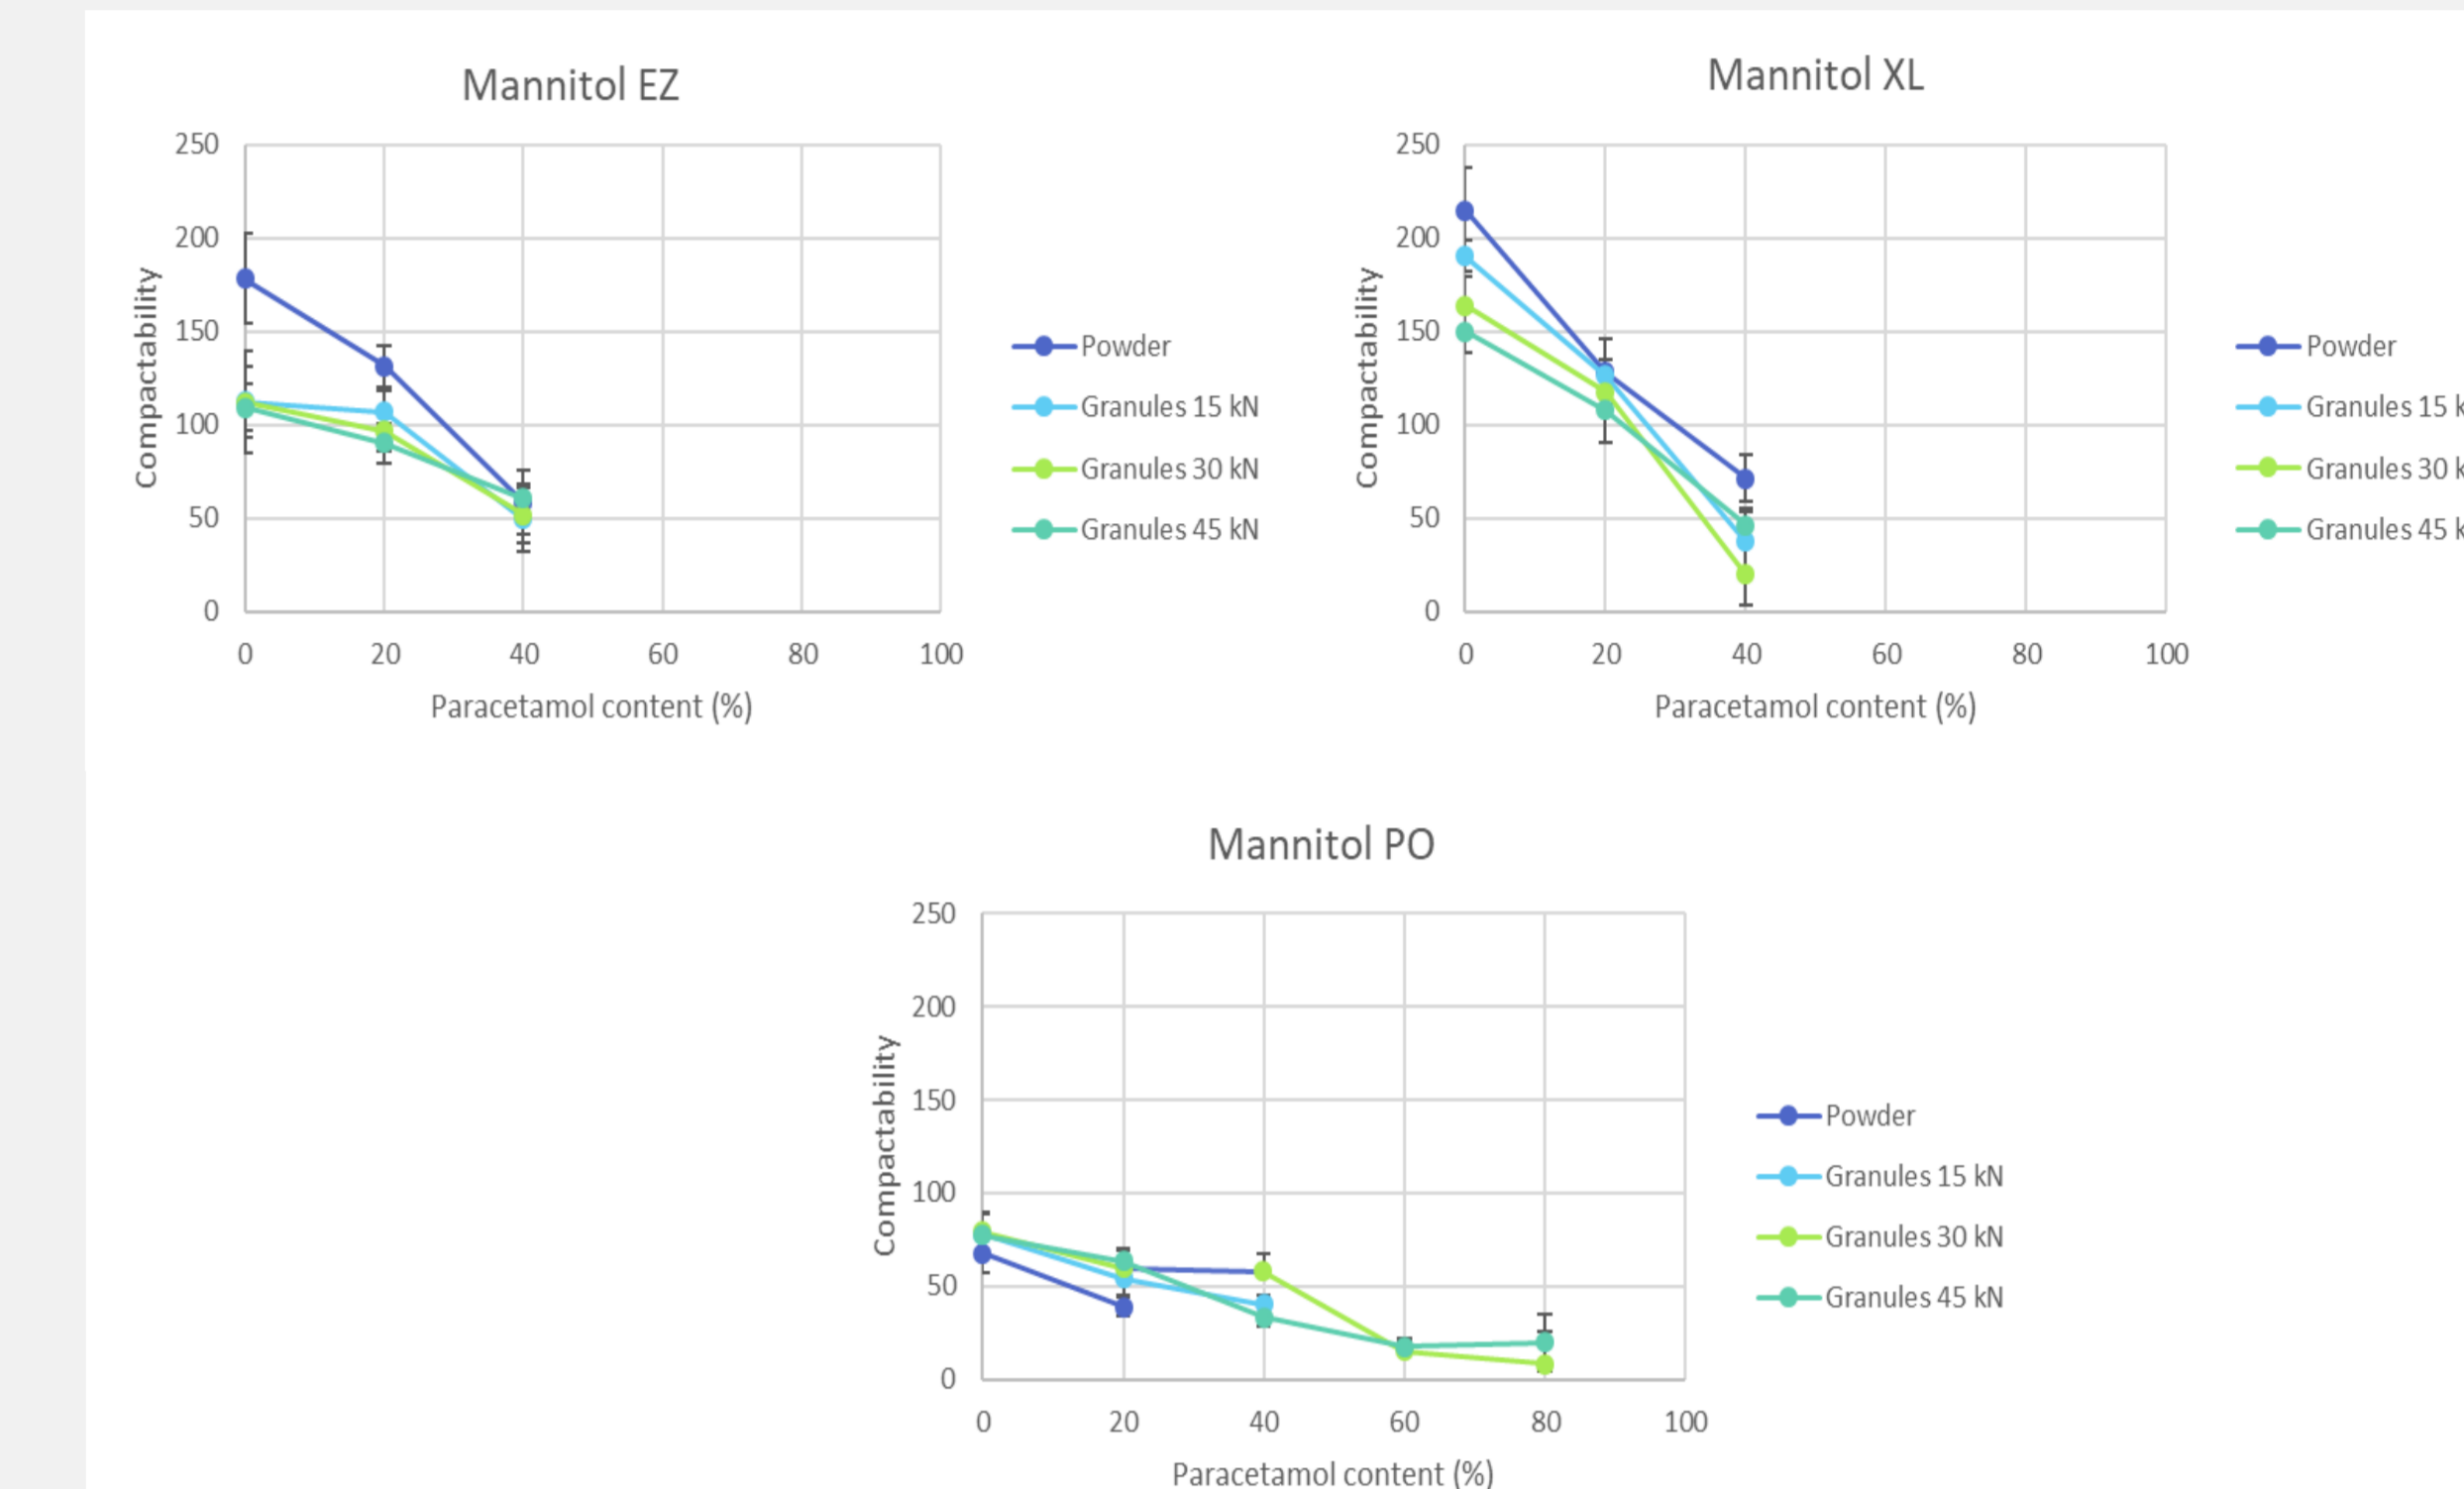 Mannitol EZ
250
200
150
100
50
0
Compactability
0 20 40 60 80 100
Paracetamol content (%)
Powder
Granules 15 kN
Granules 30 kN
Granules 45 kN
Mannitol XL
250
200
150
100
50
0
Compactability
0 20 40 60 80 100
Paracetamol content (%)
Powder
Granules 15 k
Granules 30 k
Granules 45 k
Mannitol PO
250
200
150
100
50
0
Compactability
0 20 40 60 80 100
Paracetamol content (%)
Powder
Granules 15 kN
Granules 30 kN
Granules 45 kN